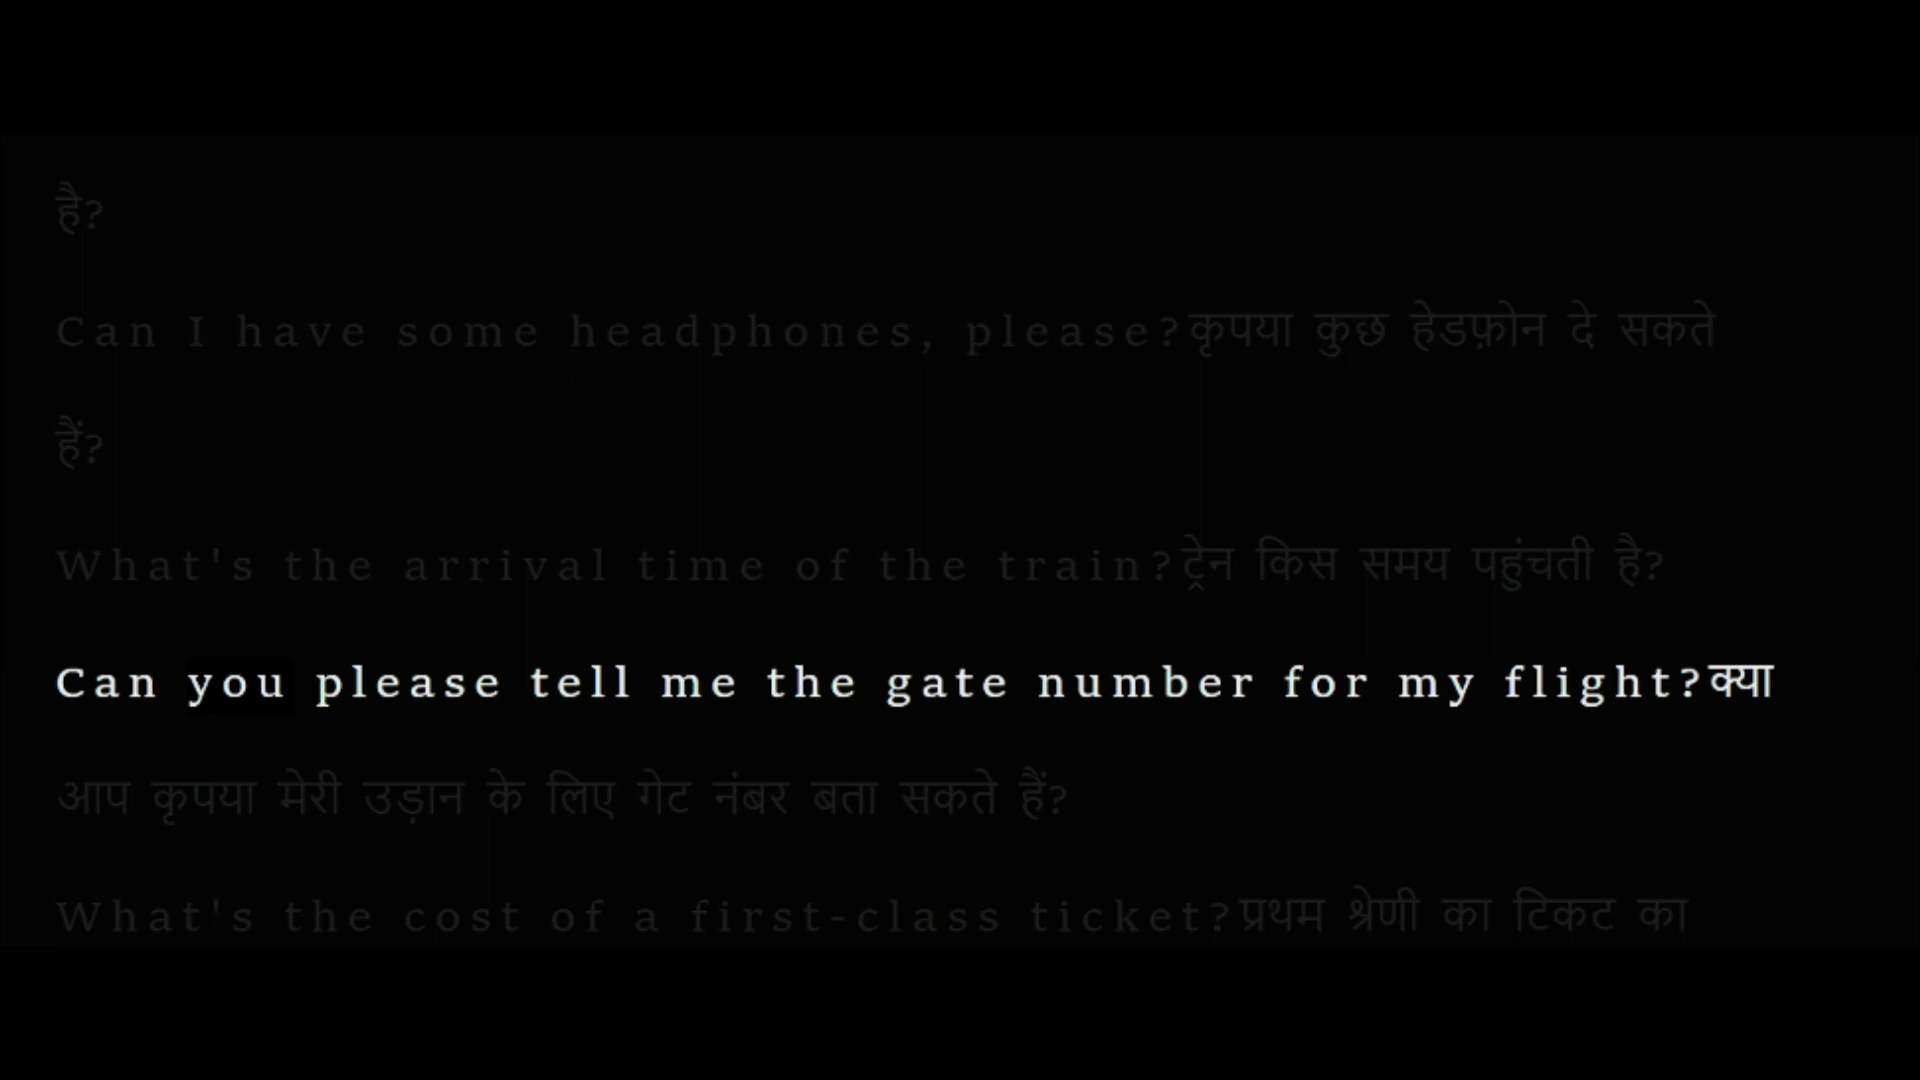 है?
Can I have some headphones, please?कृपया कुछ हेडफ़ोन दे सकते
हैं?
What's the arrival time of the train?ट्रेन किस समय पहुंचती है?
Can you please tell me the gate number for my flight?क्या
आप कृपया मेरी उड़ान के लिए गेट नंबर बता सकते हैं?
What's the cost of a first-class ticket?प्रथम श्रेणी का टिकट का